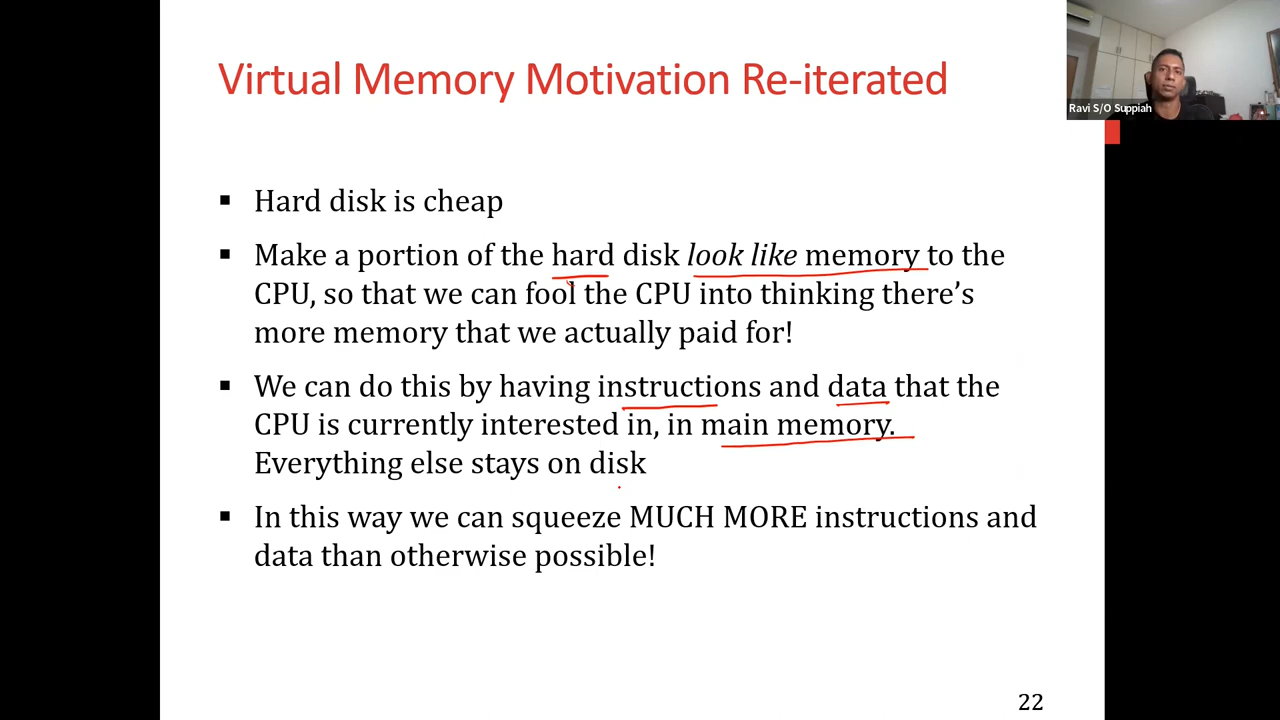 Virtual Memory Motivation Re-iterated
Ravi S/O Suppiah
▪ Hard disk is cheap
▪ Make a portion of the hard disk look like memory to the
CPU, so that we can fool the CPU into thinking there's
more memory that we actually paid for!
▪ We can do this by having instructions and data that the
CPU is currently interested in, in main memory.
Everything else stays on disk
▪ In this way we can squeeze MUCH MORE instructions and
data than otherwise possible!
22